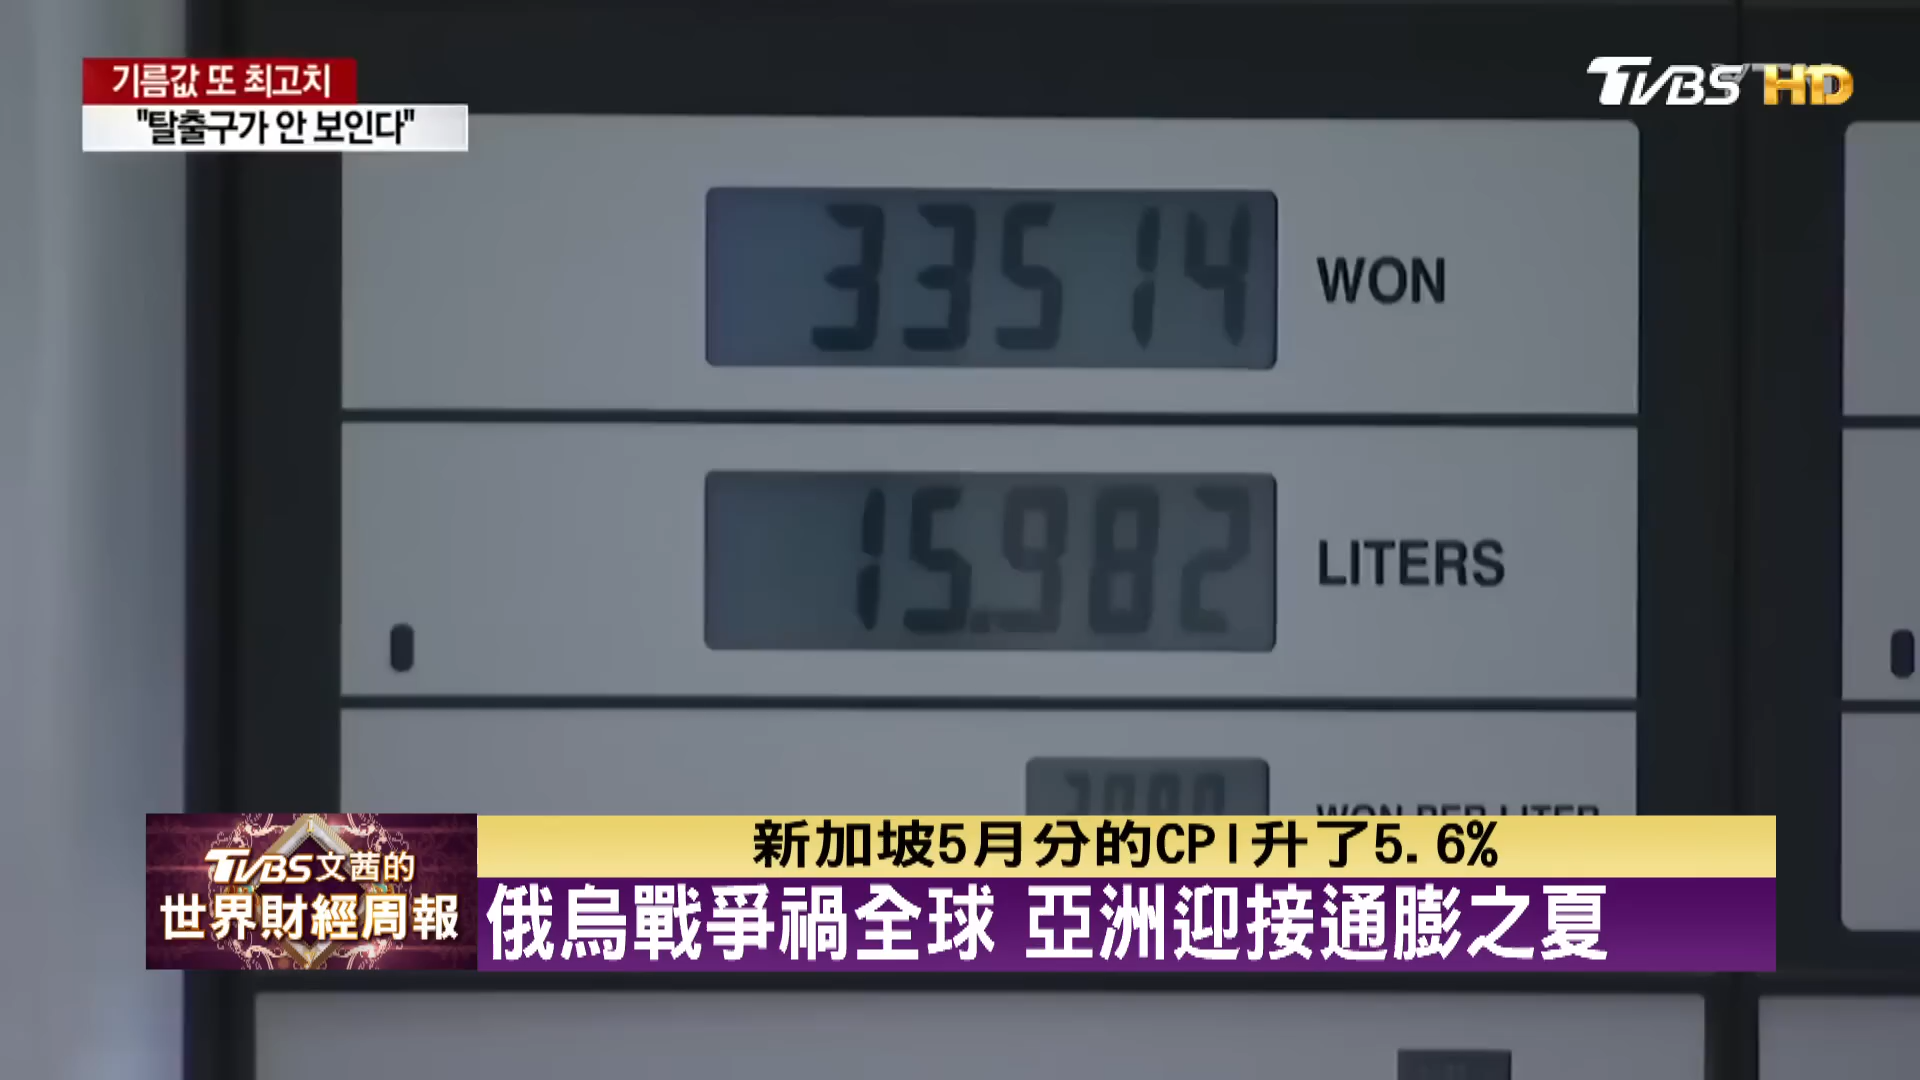 기름값 또 최고치
"탈출구가 안 보인다"
TVBS HD
33514 WON
15.982 LITERS
WON PER LITER
新加坡5月分的CPI升了5.6%
TVBS文茜的
世界財經周報
俄烏戰爭禍全球 亞洲迎接通膨之夏